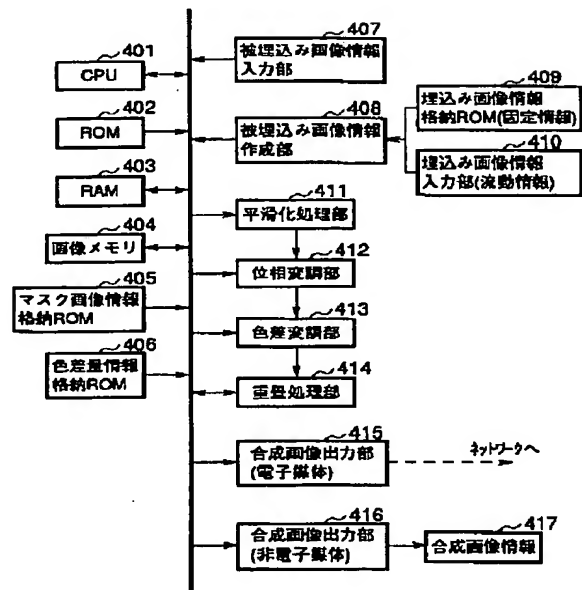 401
CPU
402
ROM
403
RAM
404
画像メモリ
405
マスク画像情報
格納ROM
406
色差量情報
格納ROM
407
被埋込み画像情報
入力部
408
被埋込み画像情報
作成部
409
埋込み画像情報
格納ROM(固定情報)
410
埋込み画像情報
入力部(流動情報)
411
平滑化処理部
412
位相変調部
413
色差変調部
414
重畳処理部
415
合成画像出力部
(電子媒体)
ネットワークへ
416
合成画像出力部
(非電子媒体)
417
合成画像情報